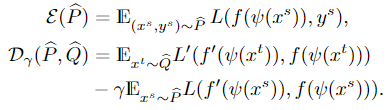 ℰ(P̂) = 𝔼_{(x^s,y^s)∼P̂} L(f(ψ(x^s)), y^s),
𝒟_γ(P̂, Q̂) = 𝔼_{x^t∼Q̂} L′(f′(ψ(x^t)), f(ψ(x^t)))
− γ𝔼_{x^s∼P̂} L(f′(ψ(x^s)), f(ψ(x^s))).